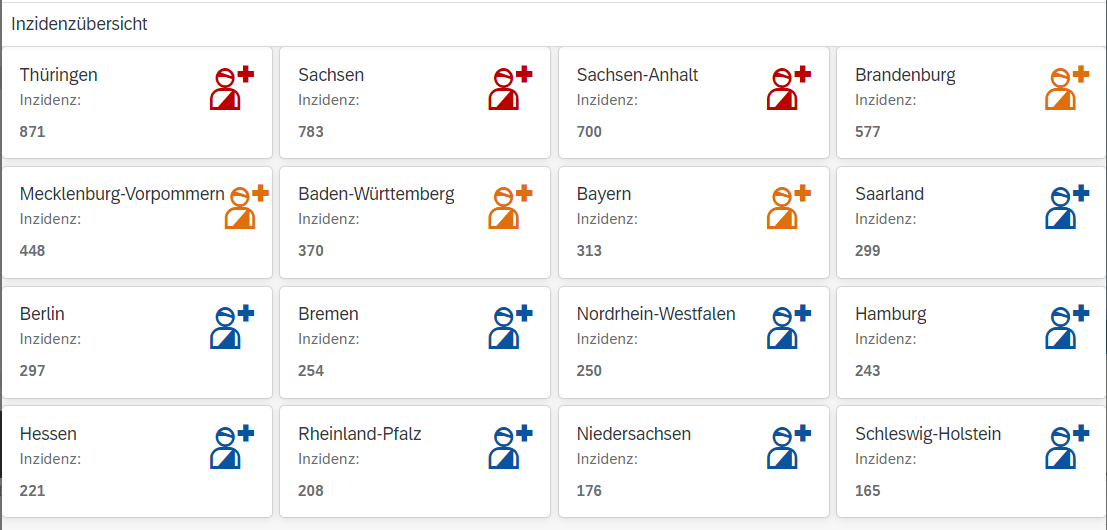 Inzidenzübersicht
Thüringen
Inzidenz:
871
Sachsen
Inzidenz:
783
Sachsen-Anhalt
Inzidenz:
700
Brandenburg
Inzidenz:
577
Mecklenburg-Vorpommern
Inzidenz:
448
Baden-Württemberg
Inzidenz:
370
Bayern
Inzidenz:
313
Saarland
Inzidenz:
299
Berlin
Inzidenz:
297
Bremen
Inzidenz:
254
Nordrhein-Westfalen
Inzidenz:
250
Hamburg
Inzidenz:
243
Hessen
Inzidenz:
221
Rheinland-Pfalz
Inzidenz:
208
Niedersachsen
Inzidenz:
176
Schleswig-Holstein
Inzidenz:
165